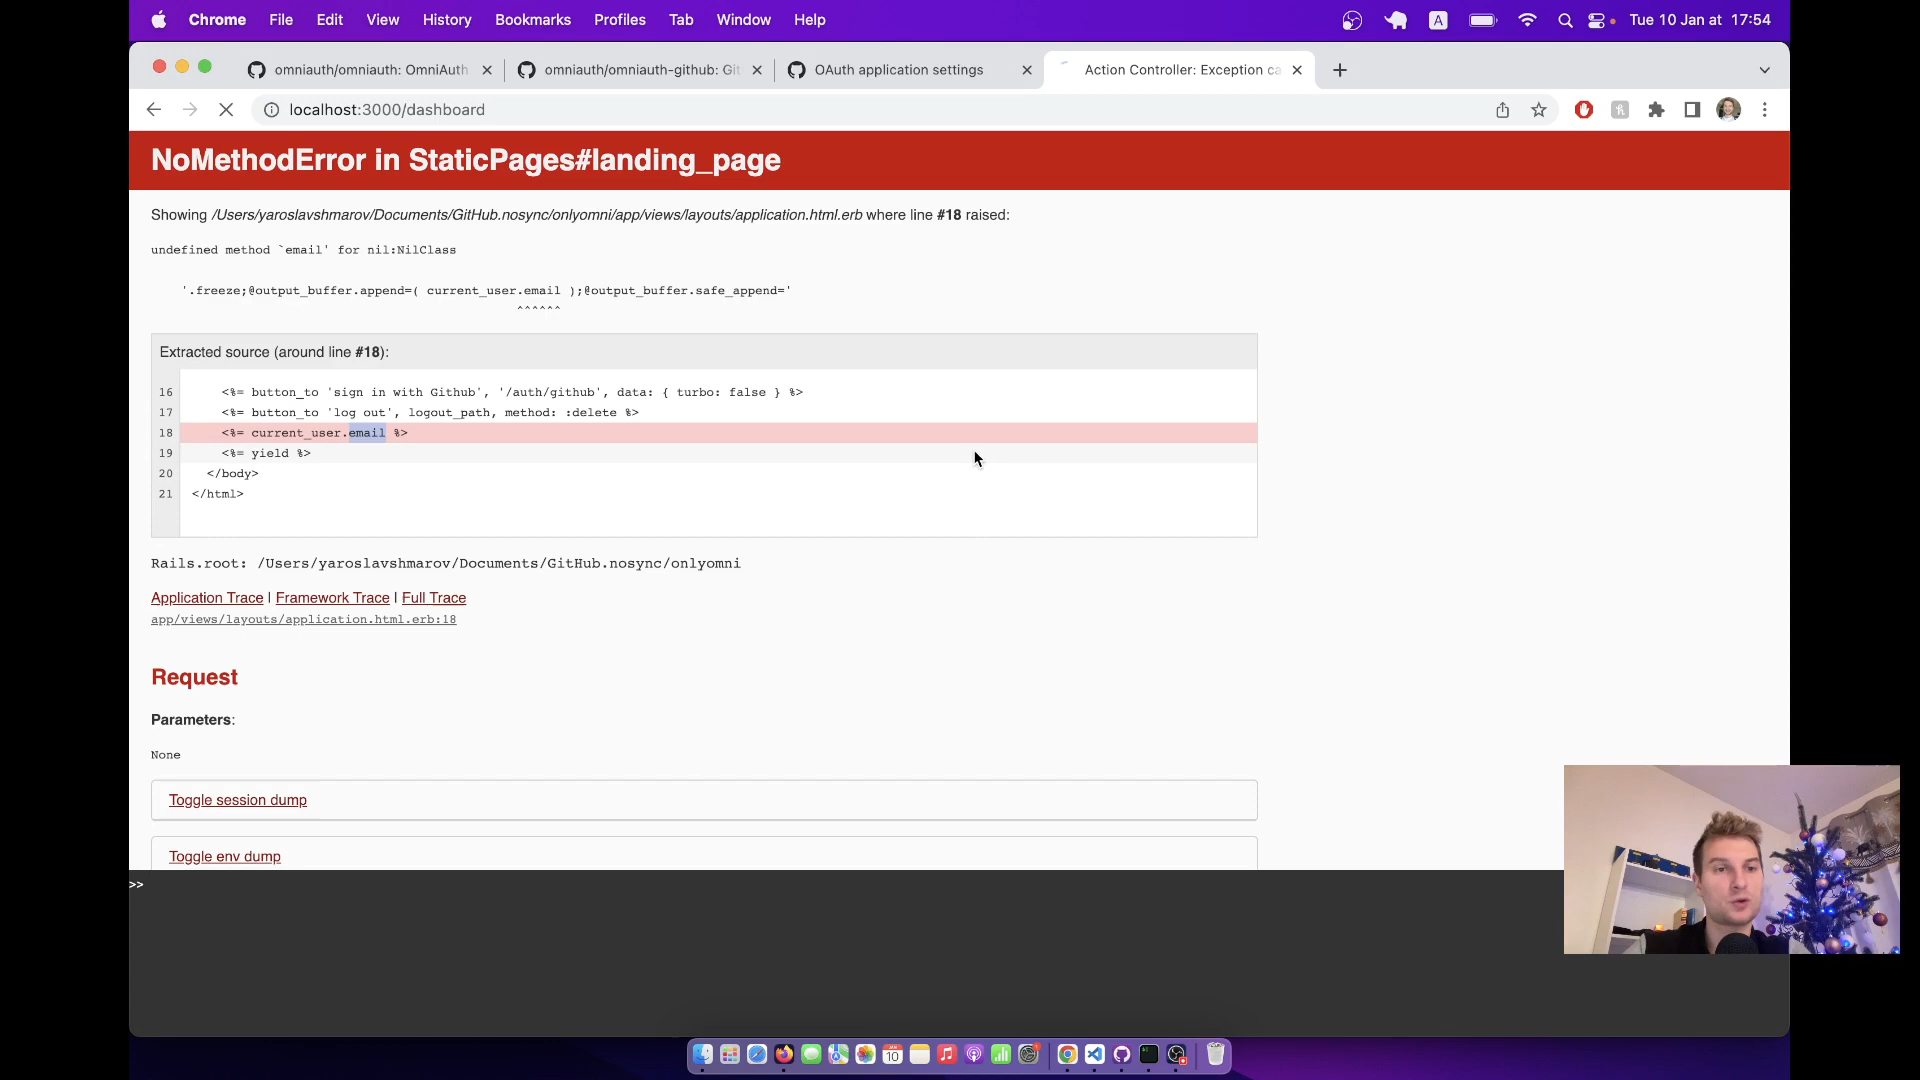 Chrome File Edit View History Bookmarks Profiles Tab Window Help A Tue 10 Jan at 17:54
omniauth/omniauth: OmniAuth omniauth/omniauth-github: Git OAuth application settings Action Controller: Exception ca
localhost:3000/dashboard
NoMethodError in StaticPages#landing_page
Showing /Users/yaroslavshmarov/Documents/GitHub.nosync/onlyomni/app/views/layouts/application.html.erb where line #18 raised:
undefined method `email' for nil:NilClass
'.freeze;@output_buffer.append=( current_user.email );@output_buffer.safe_append='
^^^^^^
Extracted source (around line #18):
16 <%= button_to 'sign in with Github', '/auth/github', data: { turbo: false } %>
17 <%= button_to 'log out', logout_path, method: :delete %>
18 <%= current_user.email %>
19 <%= yield %>
20 </body>
21 </html>
Rails.root: /Users/yaroslavshmarov/Documents/GitHub.nosync/onlyomni
Application Trace | Framework Trace | Full Trace
app/views/layouts/application.html.erb:18
Request
Parameters:
None
Toggle session dump
Toggle env dump
>>
10